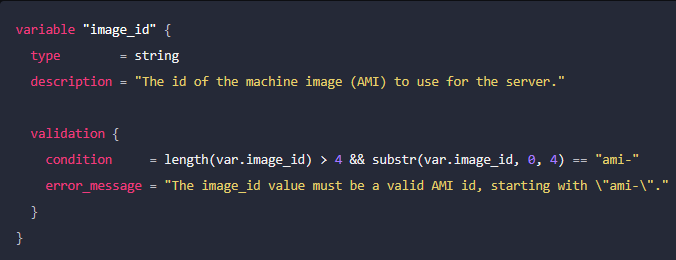 variable "image_id" {
  type        = string
  description = "The id of the machine image (AMI) to use for the server."

  validation {
    condition     = length(var.image_id) > 4 && substr(var.image_id, 0, 4) == "ami-"
    error_message = "The image_id value must be a valid AMI id, starting with \"ami-\"."
  }
}